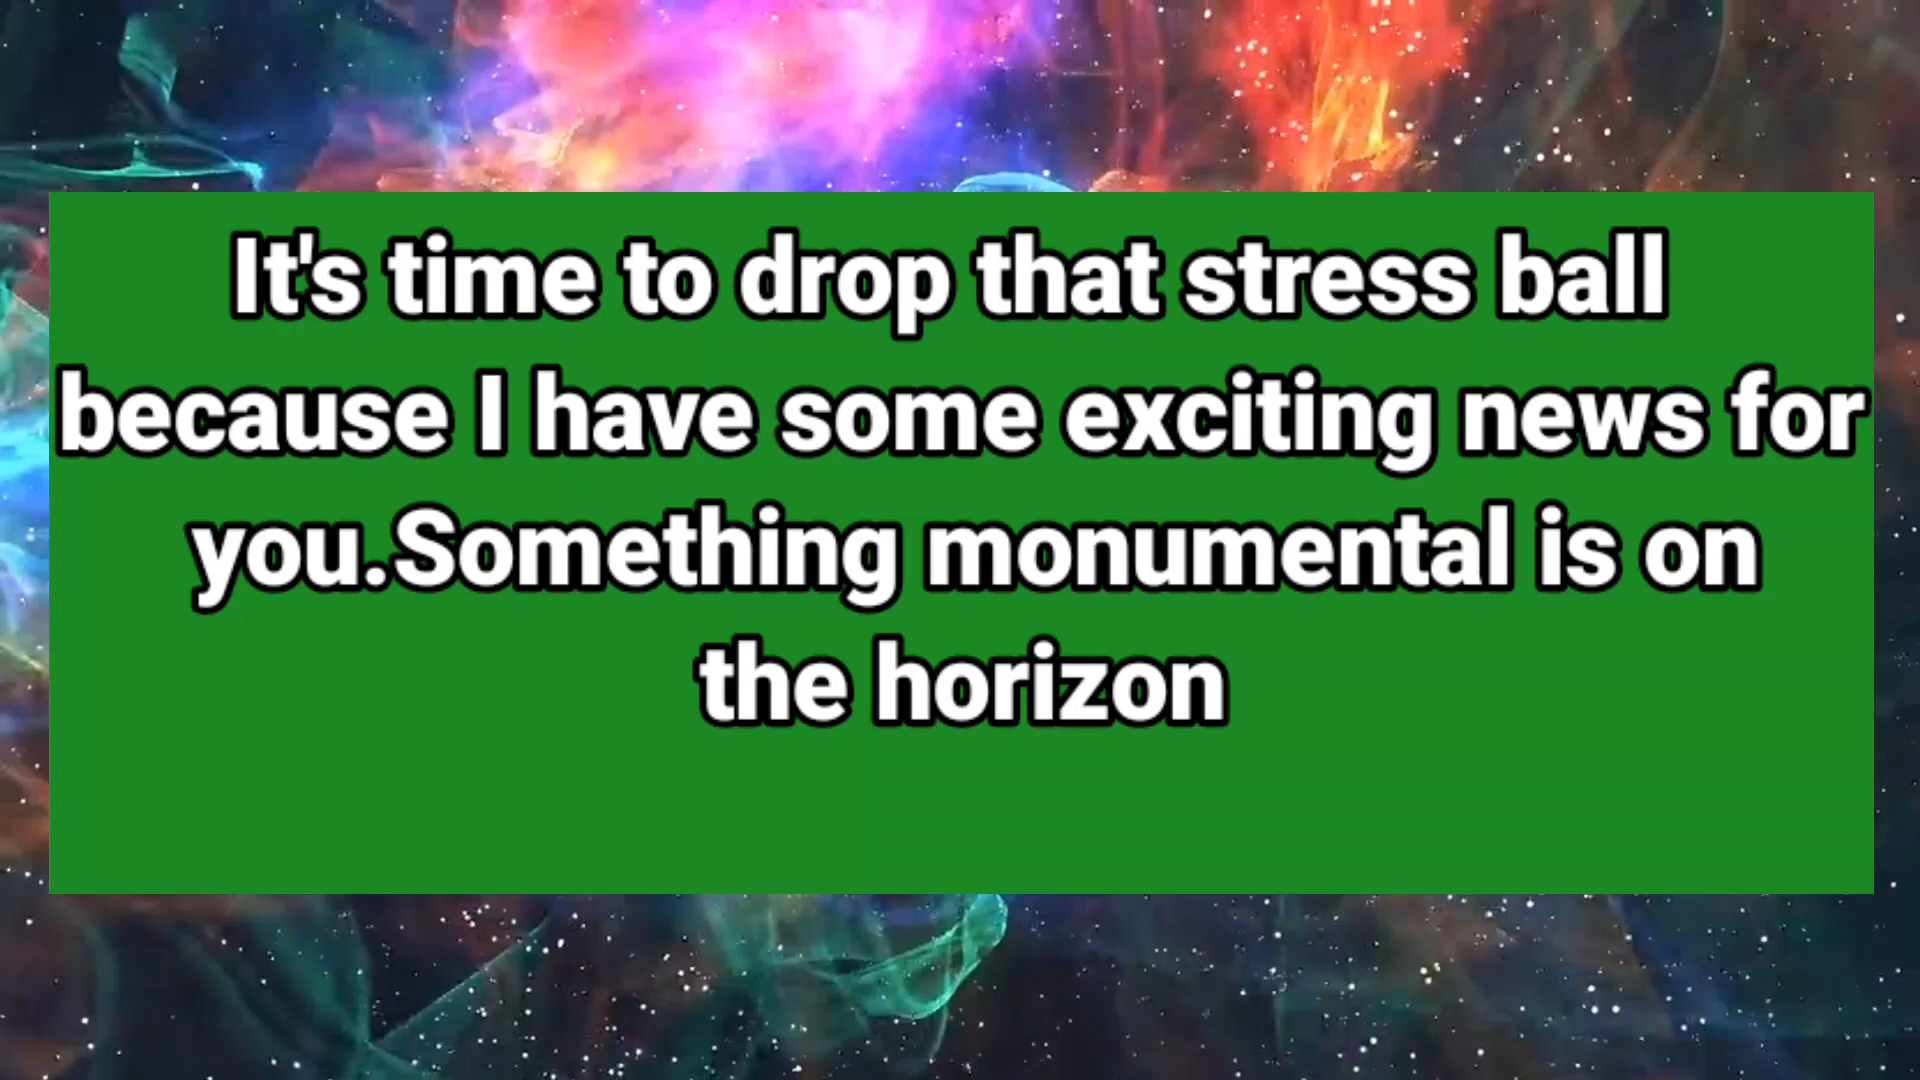 It's time to drop that stress ball
because I have some exciting news for
you.Something monumental is on
the horizon